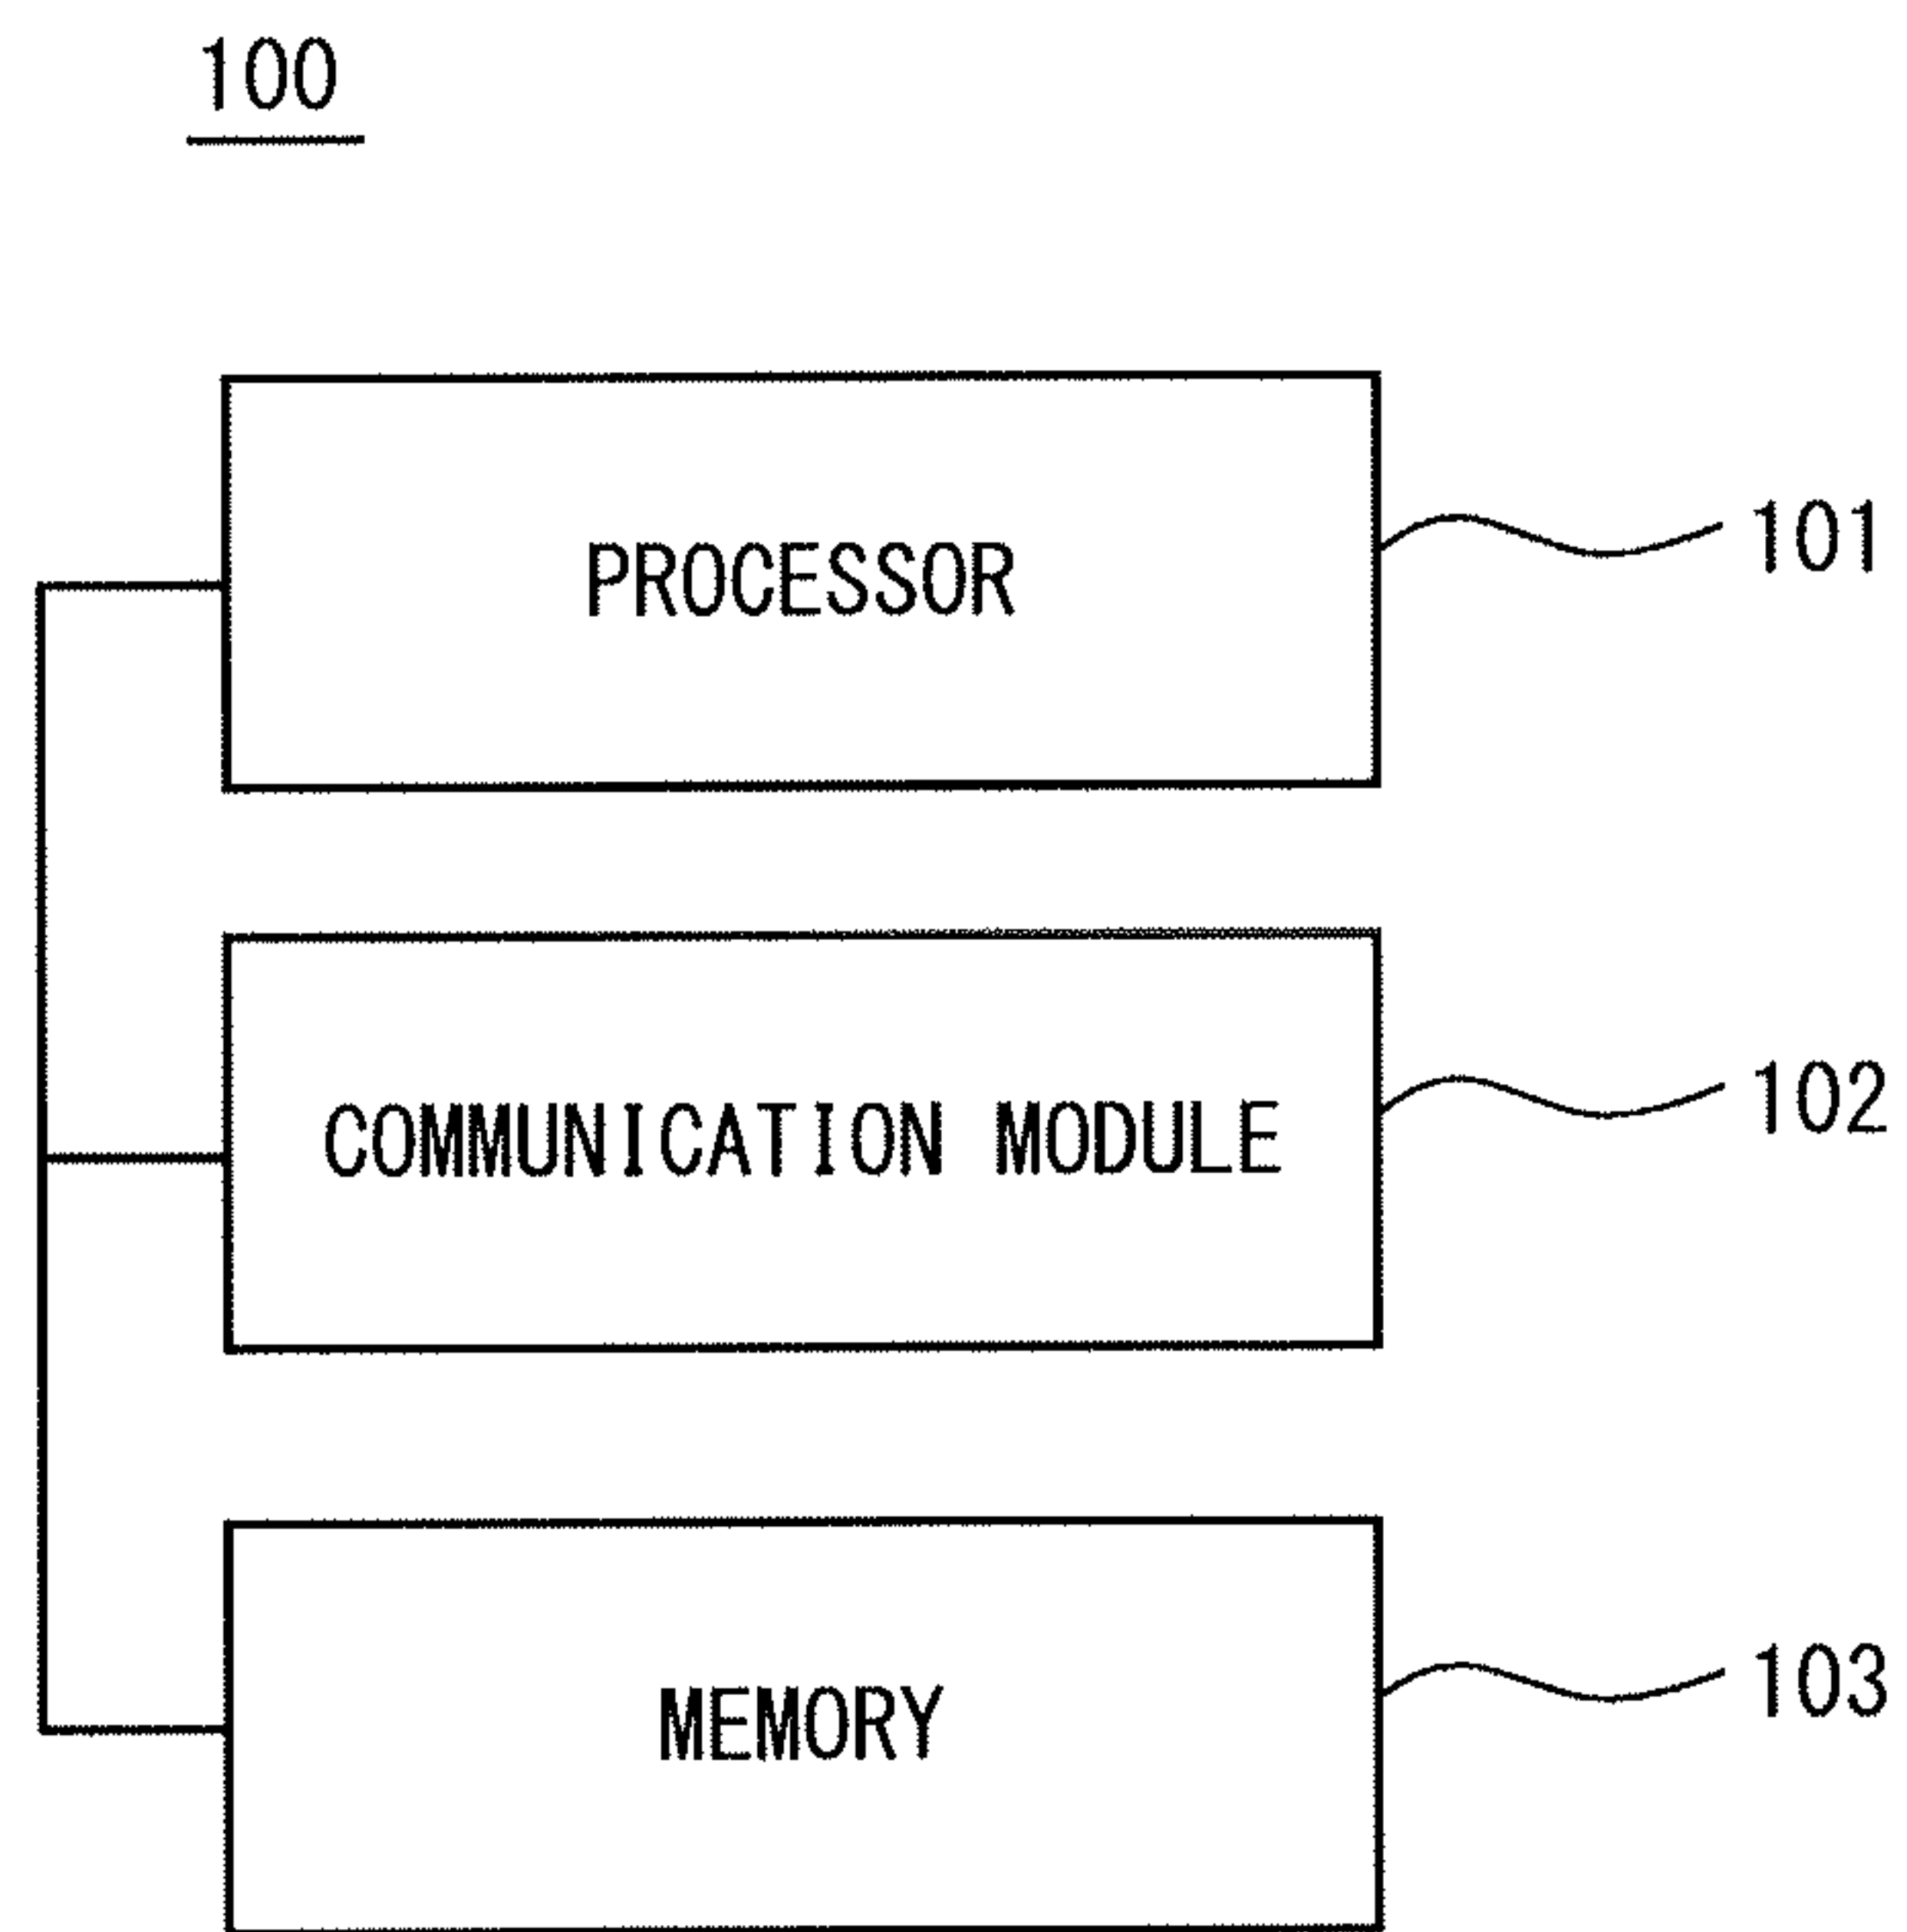 100
PROCESSOR
101
COMMUNICATION MODULE
102
MEMORY
103